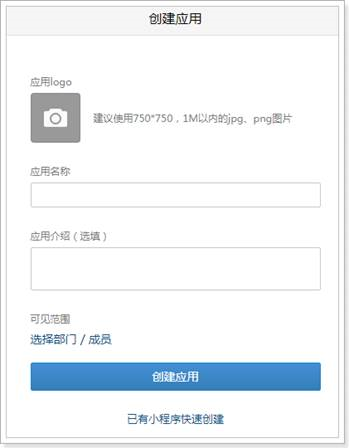 创建应用
应用logo
建议使用750*750，1M以内的jpg、png图片
应用名称
应用介绍（选填）
可见范围
选择部门 / 成员
创建应用
已有小程序快速创建